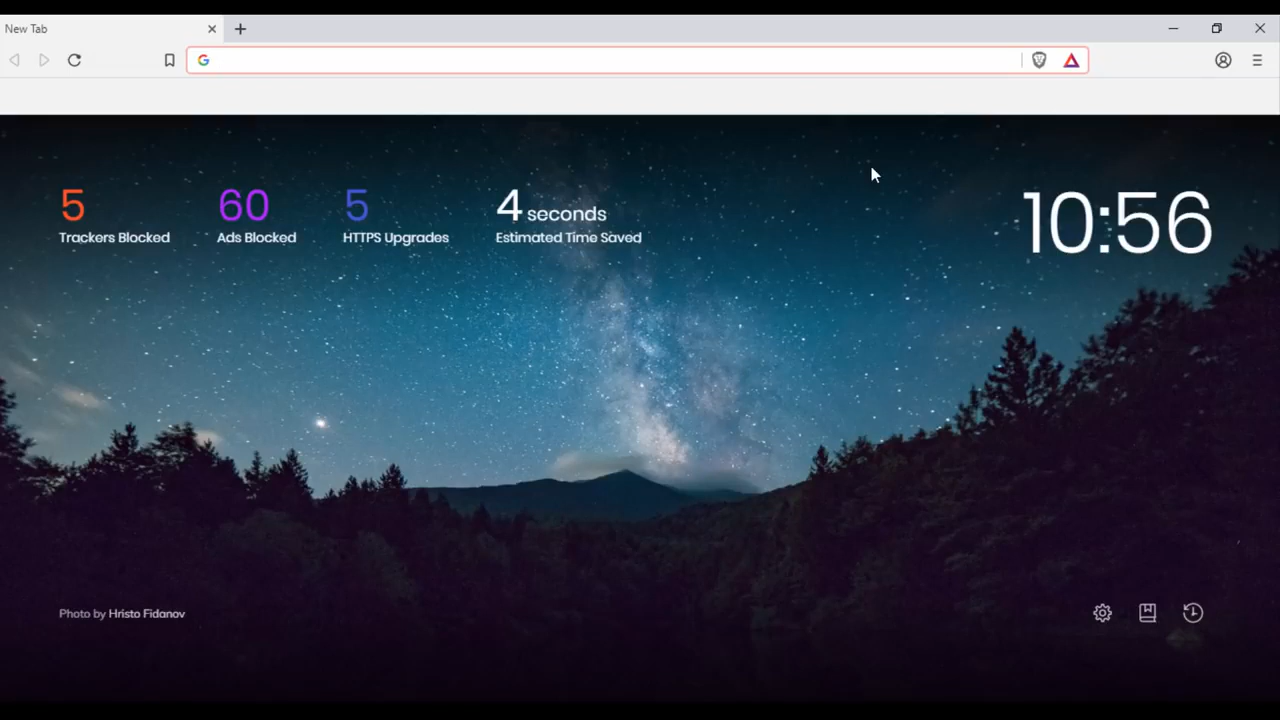 New Tab
5
Trackers Blocked
60
Ads Blocked
5
HTTPS Upgrades
4 seconds
Estimated Time Saved
10:56
Photo by Hristo Fidanov